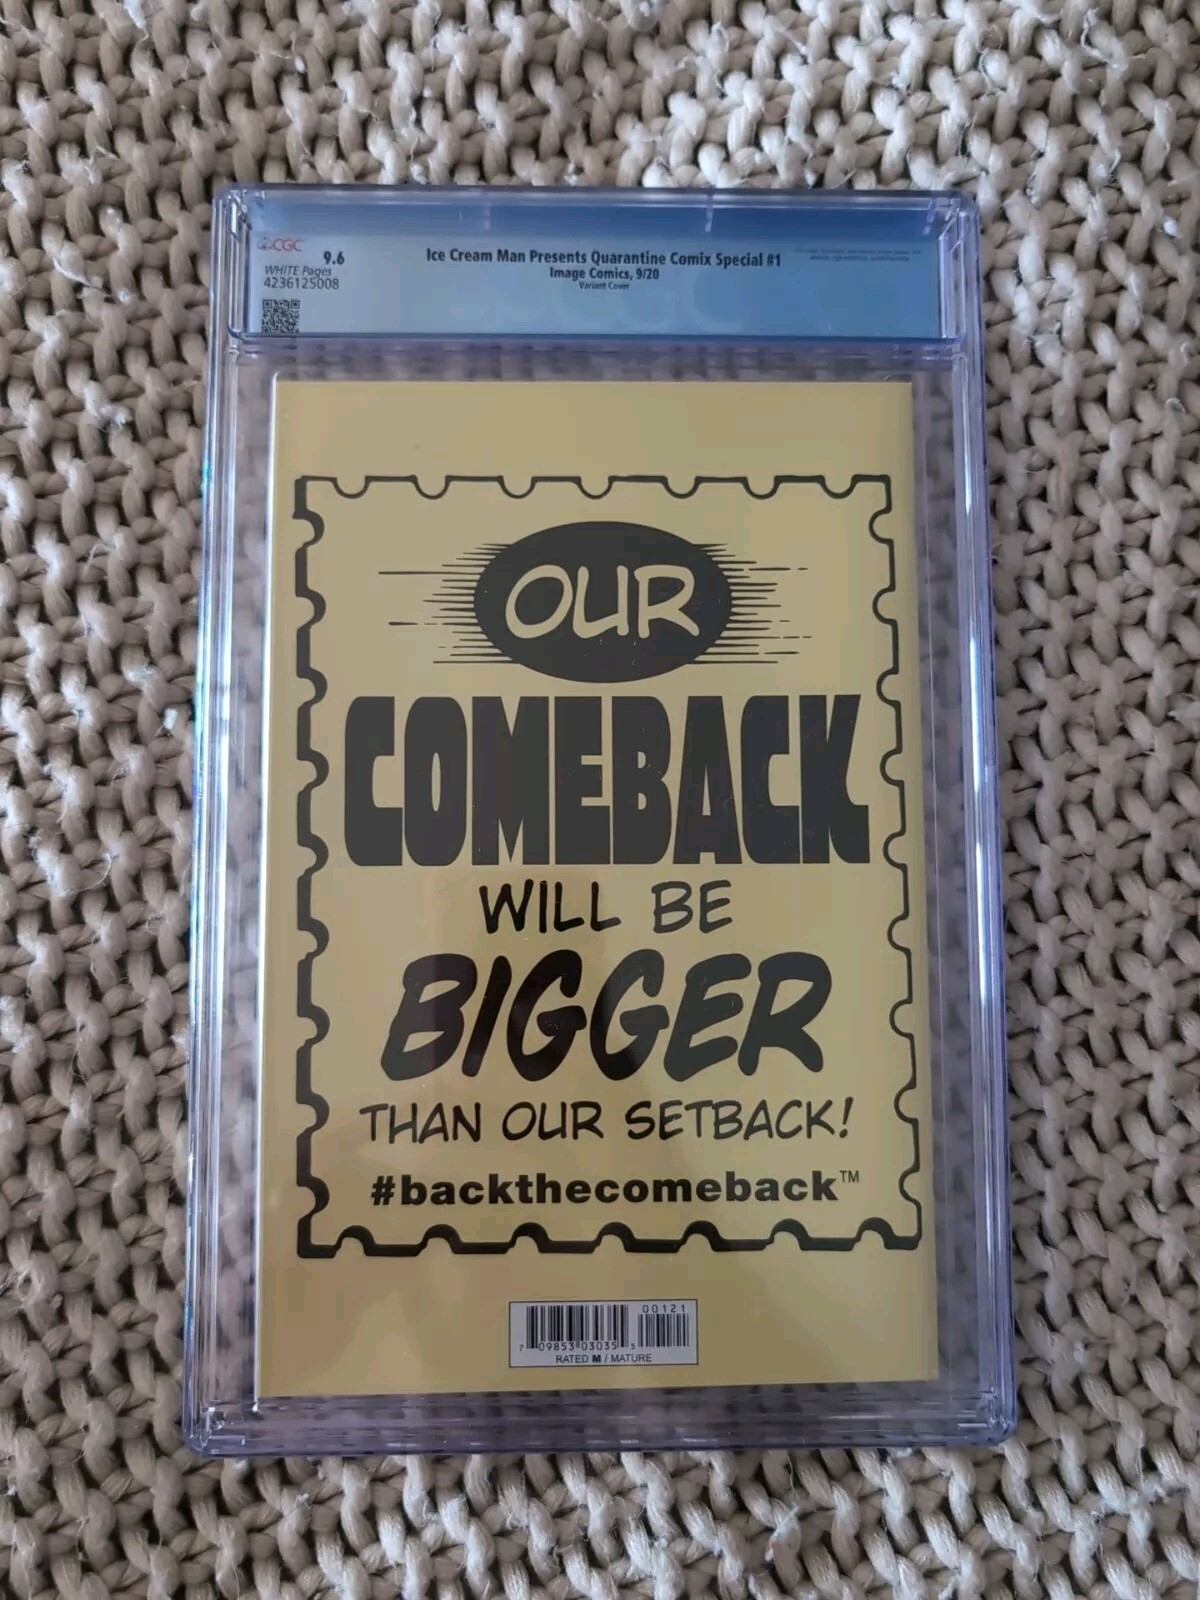 CGC
9.6
WHITE Pages
4236125008
Ice Cream Man Presents Quarantine Comix Special #1
Image Comics, 9/20
Variant Cover
OUR
COMEBACK
WILL BE
BIGGER
THAN OUR SETBACK!
#backthecomeback™
00121
7 09853 03035 5
RATED M / MATURE